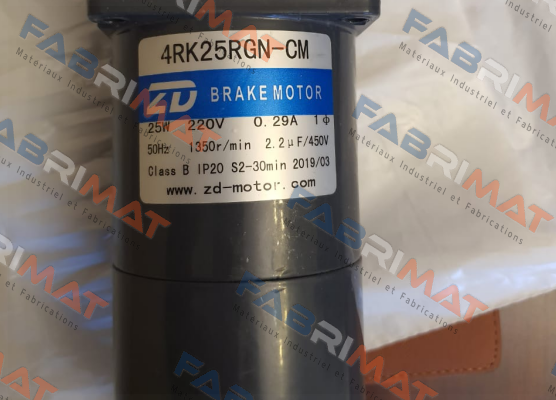 4RK25RGN-CM
ZD BRAKE MOTOR
25W 220V 0.29A 1φ
50Hz 1350r/min 2.2μF/450V
Class B IP20 S2-30min 2019/03
www.zd-motor.com
FABRIMAT
Materiaux Industriel et Fabrications